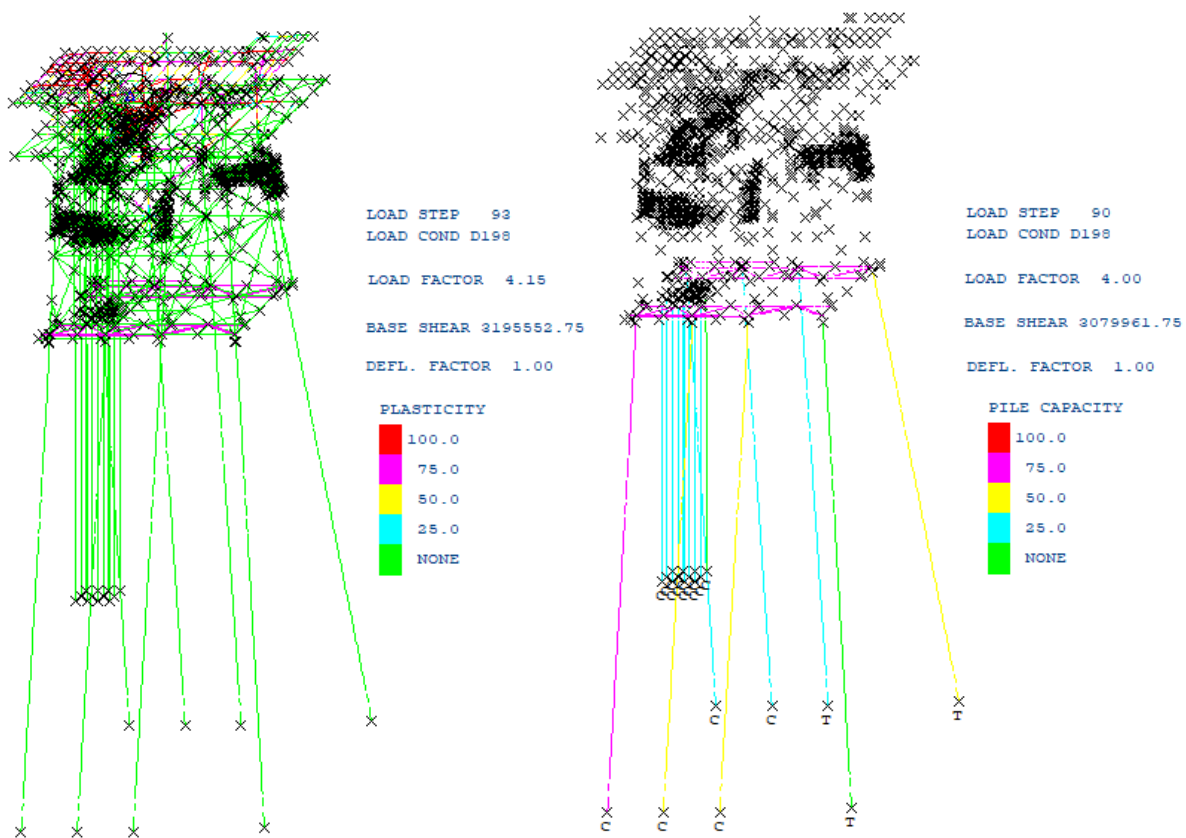 LOAD STEP 93
LOAD COND D198
LOAD FACTOR 4.15
BASE SHEAR 3195552.75
DEFL. FACTOR 1.00
PLASTICITY
100.0
75.0
50.0
25.0
NONE
LOAD STEP 90
LOAD COND D198
LOAD FACTOR 4.00
BASE SHEAR 3079961.75
DEFL. FACTOR 1.00
PILE CAPACITY
100.0
75.0
50.0
25.0
NONE
C C T T
C C C T